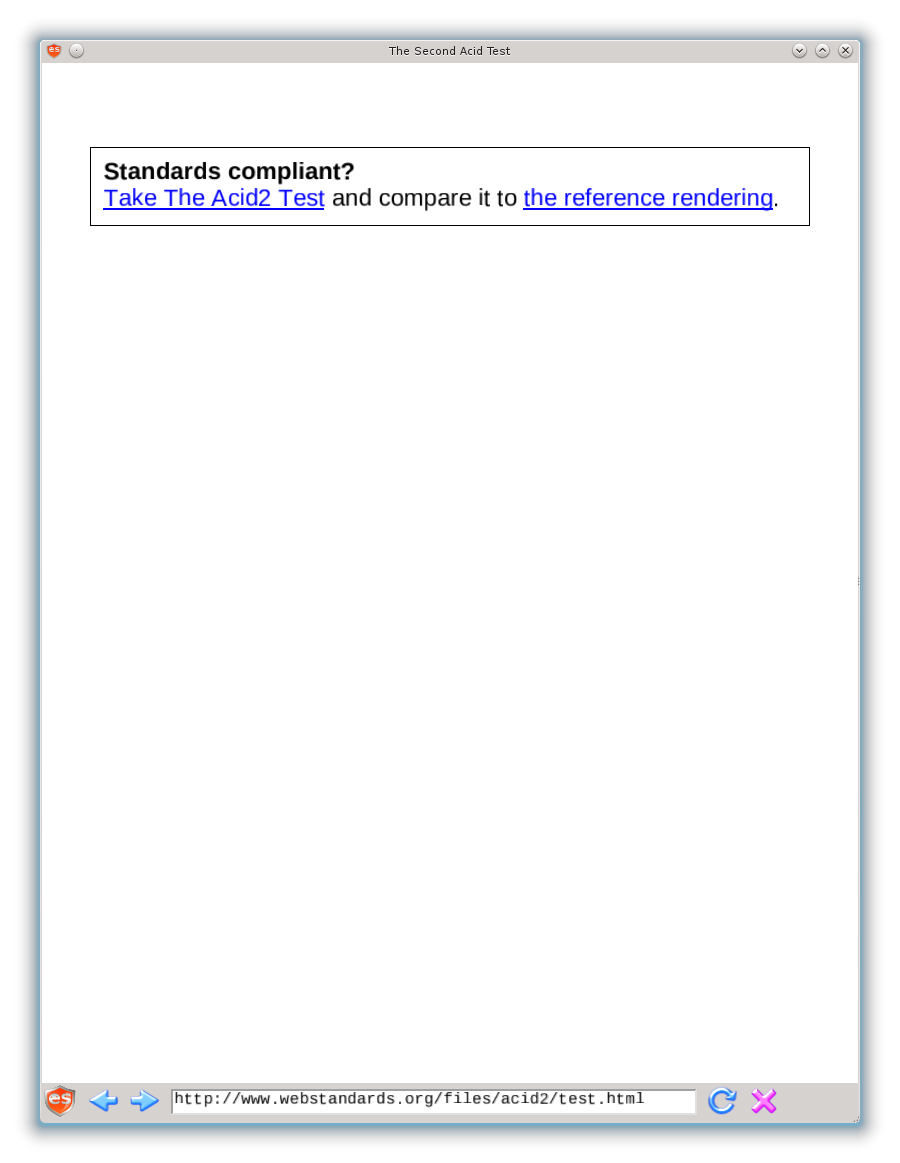 The Second Acid Test
Standards compliant?
Take The Acid2 Test and compare it to the reference rendering.
es
http://www.webstandards.org/files/acid2/test.html